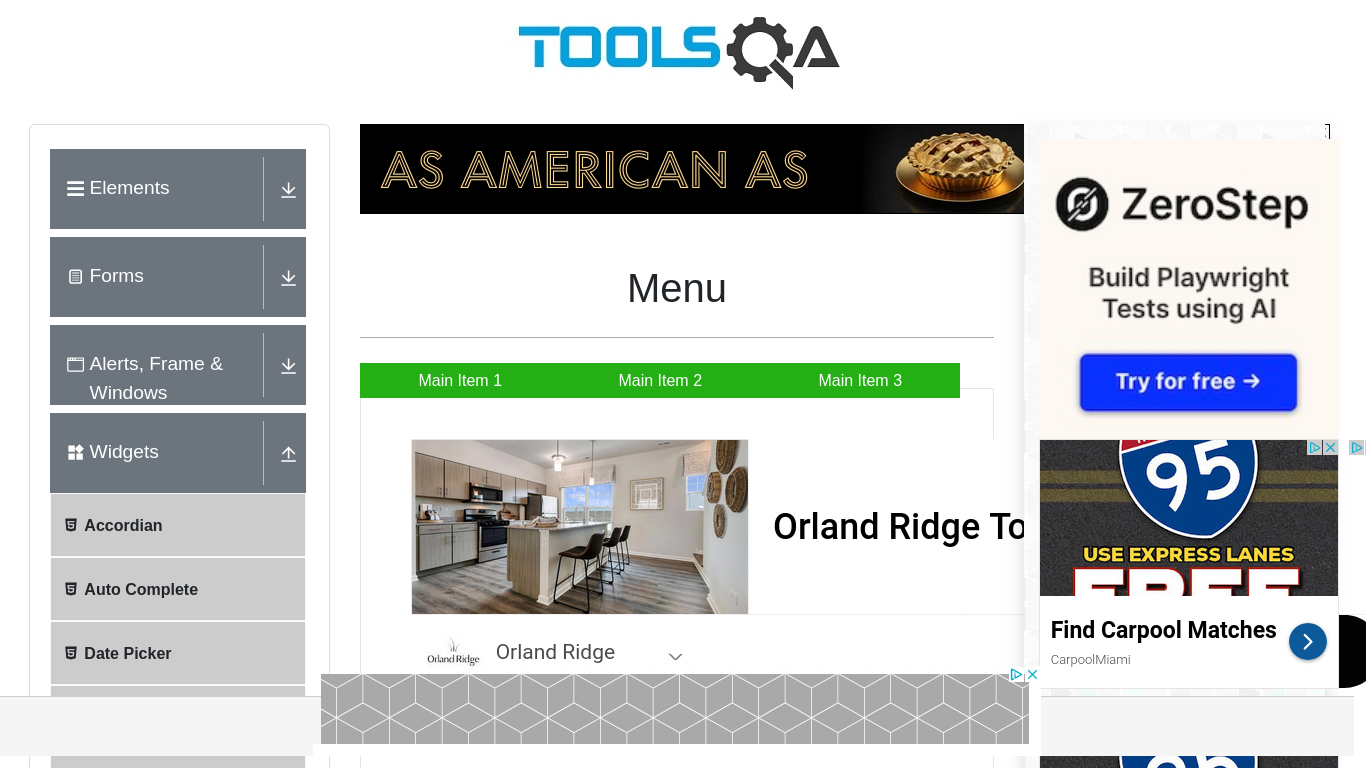 TOOLSQA
Elements
Forms
Alerts, Frame &
Windows
Widgets
Accordian
Auto Complete
Date Picker
AS AMERICAN AS
Menu
Main Item 1
Main Item 2
Main Item 3
Orland Ridge To
Orland Ridge
Orland Ridge
ZeroStep
Build Playwright
Tests using AI
Try for free →
95
USE EXPRESS LANES
FREE
Find Carpool Matches
CarpoolMiami